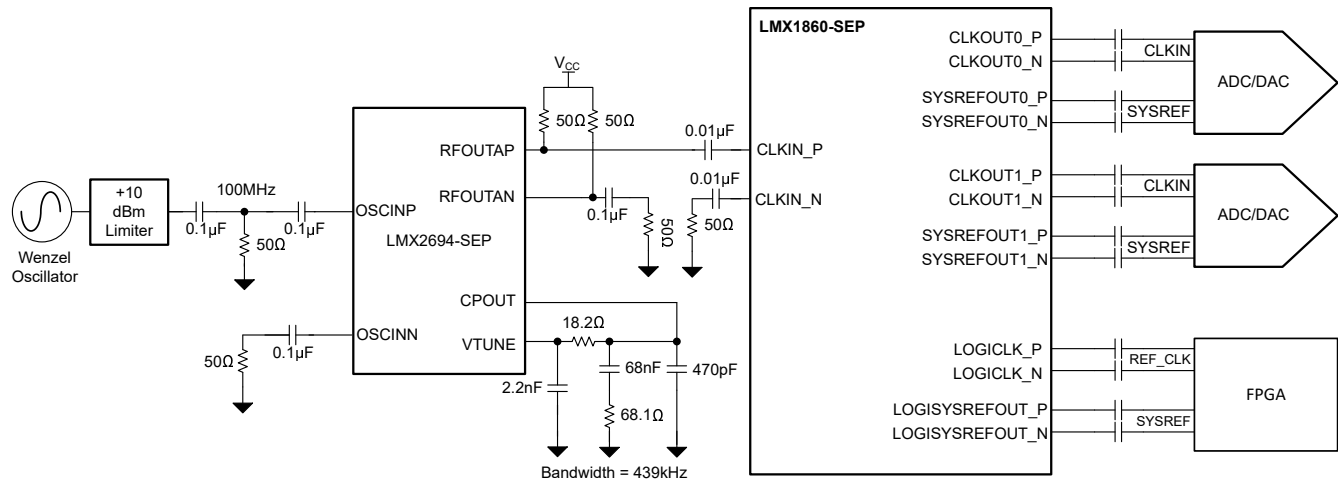 LMX1860-SEP
CLKOUT0_P
CLKOUT0_N
CLKIN
ADC/DAC
SYSREFOUT0_P
SYSREFOUT0_N
SYSREF
VCC
50Ω
50Ω
0.01µF
RFOUTAP
CLKIN_P
CLKOUT1_P
CLKOUT1_N
CLKIN
ADC/DAC
SYSREFOUT1_P
SYSREFOUT1_N
SYSREF
0.01µF
CLKIN_N
50Ω
RFOUTAN
0.1µF
50Ω
+10
dBm
Limiter
100MHz
0.1µF
0.1µF
50Ω
OSCINP
LMX2694-SEP
Wenzel
Oscillator
CPOUT
OSCINN
0.1µF
50Ω
VTUNE
18.2Ω
2.2nF
68nF
470pF
68.1Ω
Bandwidth = 439kHz
LOGICLK_P
LOGICLK_N
REF_CLK
FPGA
LOGISYSREFOUT_P
LOGISYSREFOUT_N
SYSREF